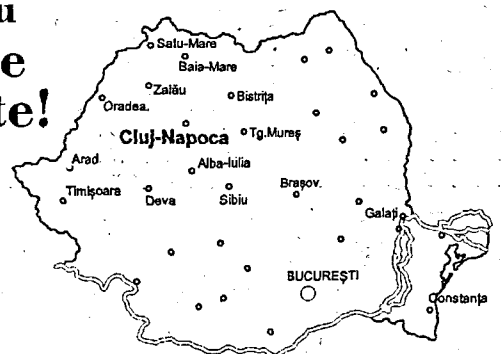 u
e
te!
Satu-Mare
Baia-Mare
Zalău
Oradea.
Bistrița
Cluj-Napoca
Tg.Mureș
Arad
Alba-Iulia
Timișoara
Deva
Sibiu
Brașov.
Galați
BUCUREȘTI
Constanța